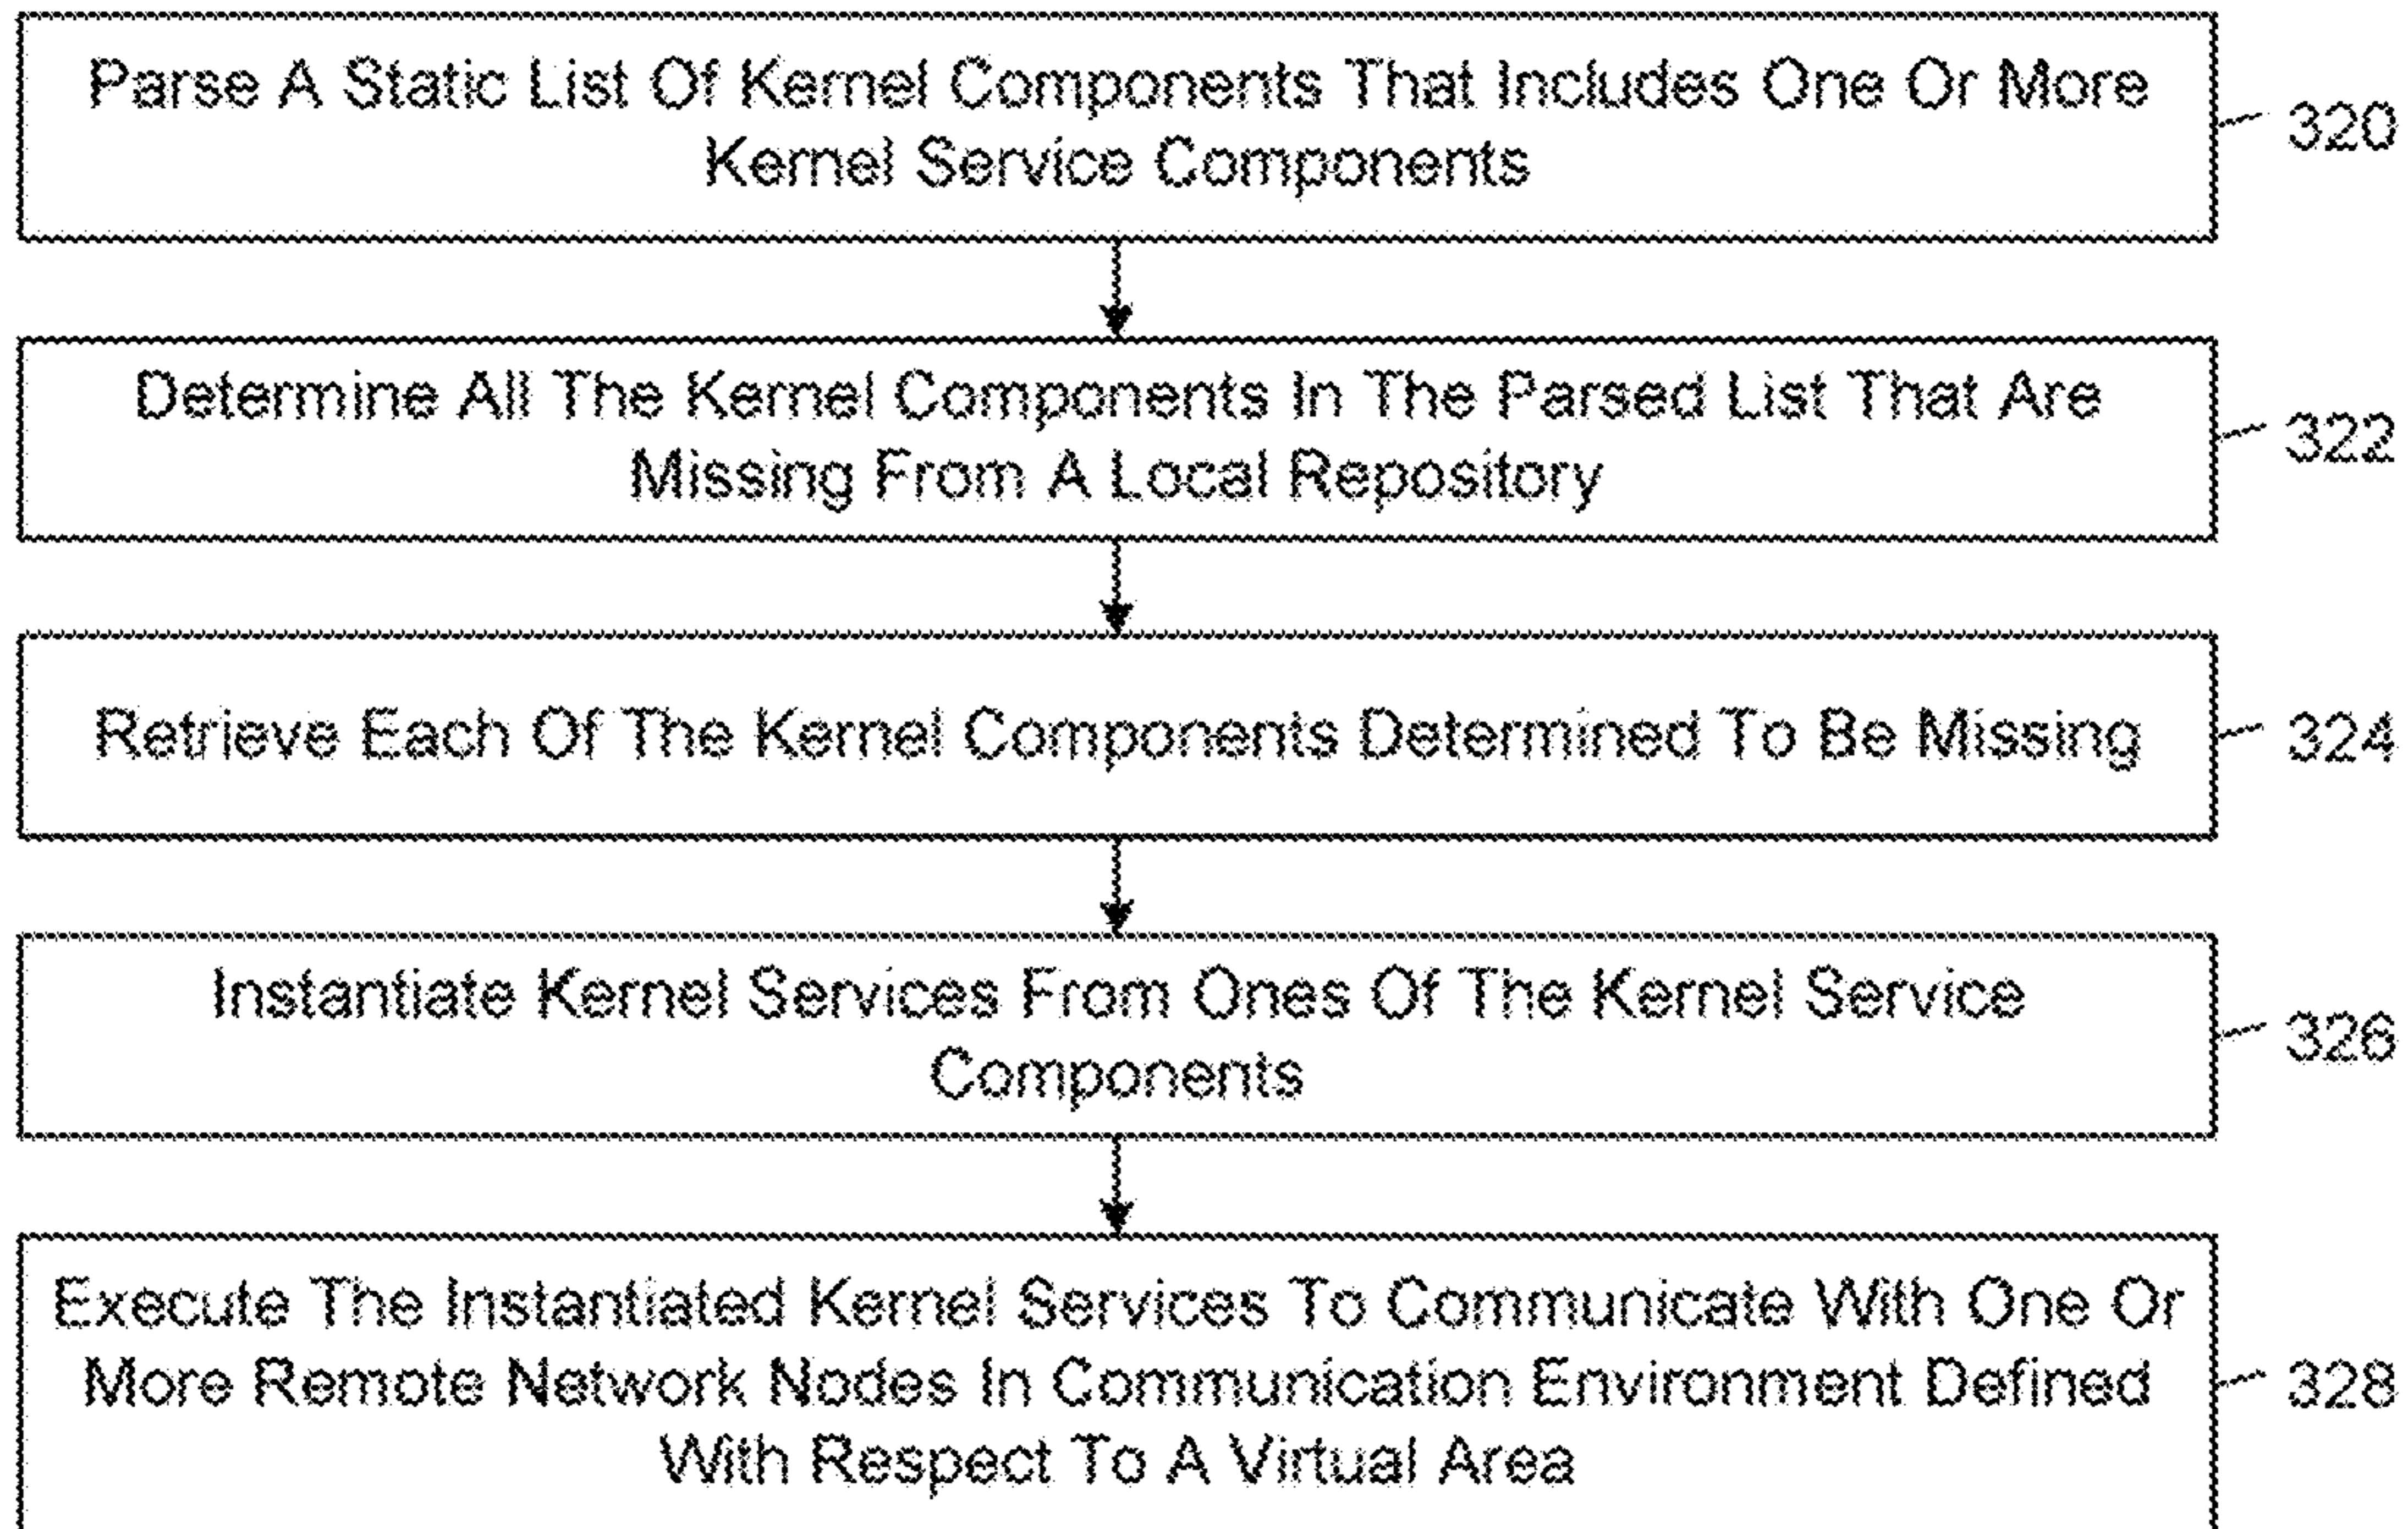 Parse A Static List Of Kernel Components That Includes One Or More
Kernel Service Components
320
Determine All The Kernel Components In The Parsed List That Are
Missing From A Local Repository
322
Retrieve Each Of The Kernel Components Determined To Be Missing
324
Instantiate Kernel Services From Ones Of The Kernel Service
Components
326
Execute The Instantiated Kernel Services To Communicate With One Or
More Remote Network Nodes In Communication Environment Defined
With Respect To A Virtual Area
328